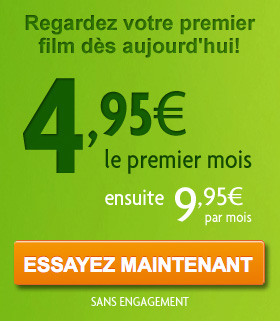 Regardez votre premier
film dès aujourd'hui!
4,95€
le premier mois
ensuite 9,95€
par mois
ESSAYEZ MAINTENANT
SANS ENGAGEMENT